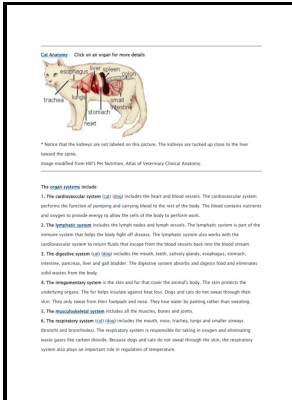 Cat Anatomy Click on an organ for more details
esophagus
liver
spleen
colon
trachea
lungs
stomach
small
intestine
heart
* Notice that the kidneys are not labeled on this picture. The kidneys are tucked up close to the liver
toward the spine.
Image modified from Hill's Pet Nutrition, Atlas of Veterinary Clinical Anatomy.
The organ systems include:
1. The cardiovascular system (cat) (dog) includes the heart and blood vessels. The cardiovascular system
performs the function of pumping and carrying blood to the rest of the body. The blood contains nutrients
and oxygen to provide energy to allow the cells of the body to perform work.
2. The lymphatic system includes the lymph nodes and lymph vessels. The lymphatic system is part of the
immune system that helps the body fight off disease. The lymphatic system also works with the
cardiovascular system to return fluids that escape from the blood vessels back into the blood stream.
3. The digestive system (cat) (dog) includes the mouth, teeth, salivary glands, esophagus, stomach,
intestine, pancreas, liver and gall bladder. The digestive system absorbs and digests food and eliminates
solid wastes from the body.
4. The integumentary system is the skin and fur that cover the animal's body. The skin protects the
underlying organs. The fur helps insulate against heat loss. Dogs and cats do not sweat through their
skin. They only sweat from their footpads and nose. They lose water by panting rather than sweating.
5. The musculoskeletal system includes all the muscles, bones and joints.
6. The respiratory system (cat) (dog) includes the mouth, nose, trachea, lungs and smaller airways
(bronchi and bronchioles). The respiratory system is responsible for taking in oxygen and eliminating
waste gases like carbon dioxide. Because dogs and cats do not sweat through the skin, the respiratory
system also plays an important role in regulation of temperature.